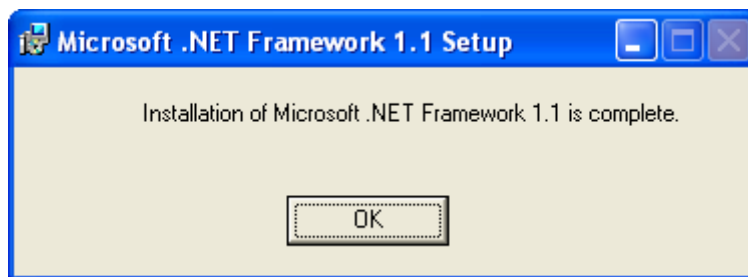 Microsoft .NET Framework 1.1 Setup
Installation of Microsoft .NET Framework 1.1 is complete.
OK